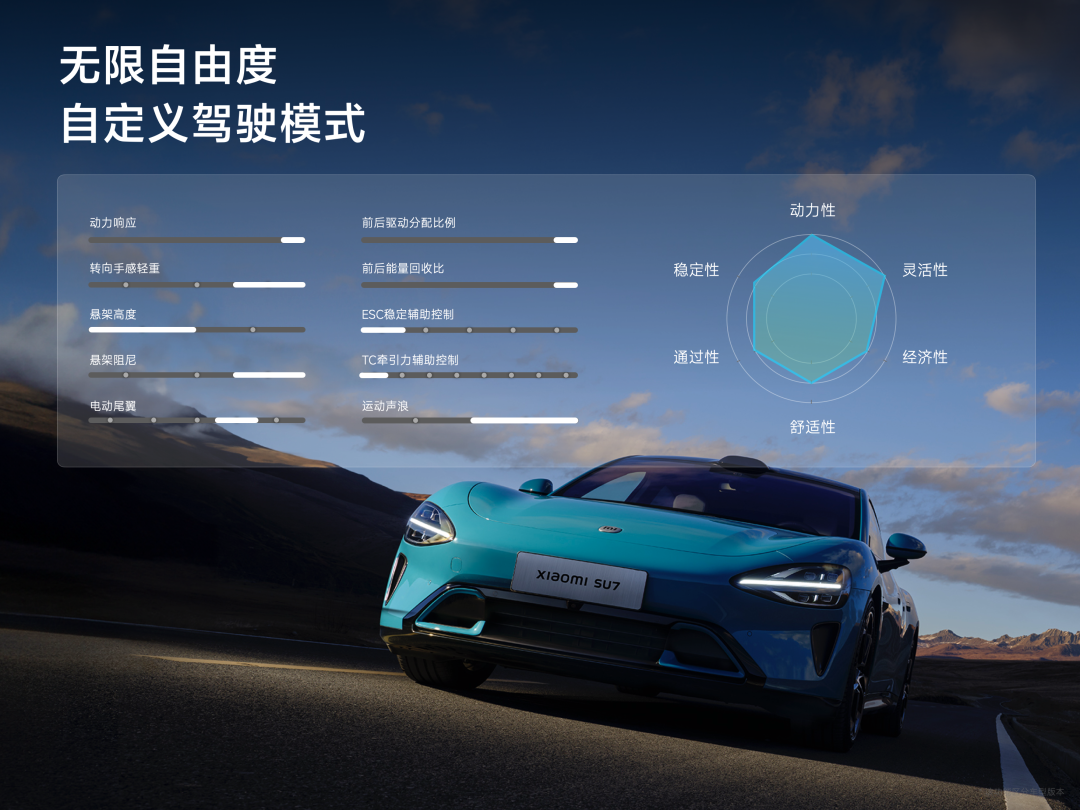 无限自由度
自定义驾驶模式
动力响应
转向手感轻重
悬架高度
悬架阻尼
电动尾翼
前后驱动分配比例
前后能量回收比
ESC稳定辅助控制
TC牵引力辅助控制
运动声浪
动力性
稳定性
灵活性
通过性
经济性
舒适性
XIAOMI SU7